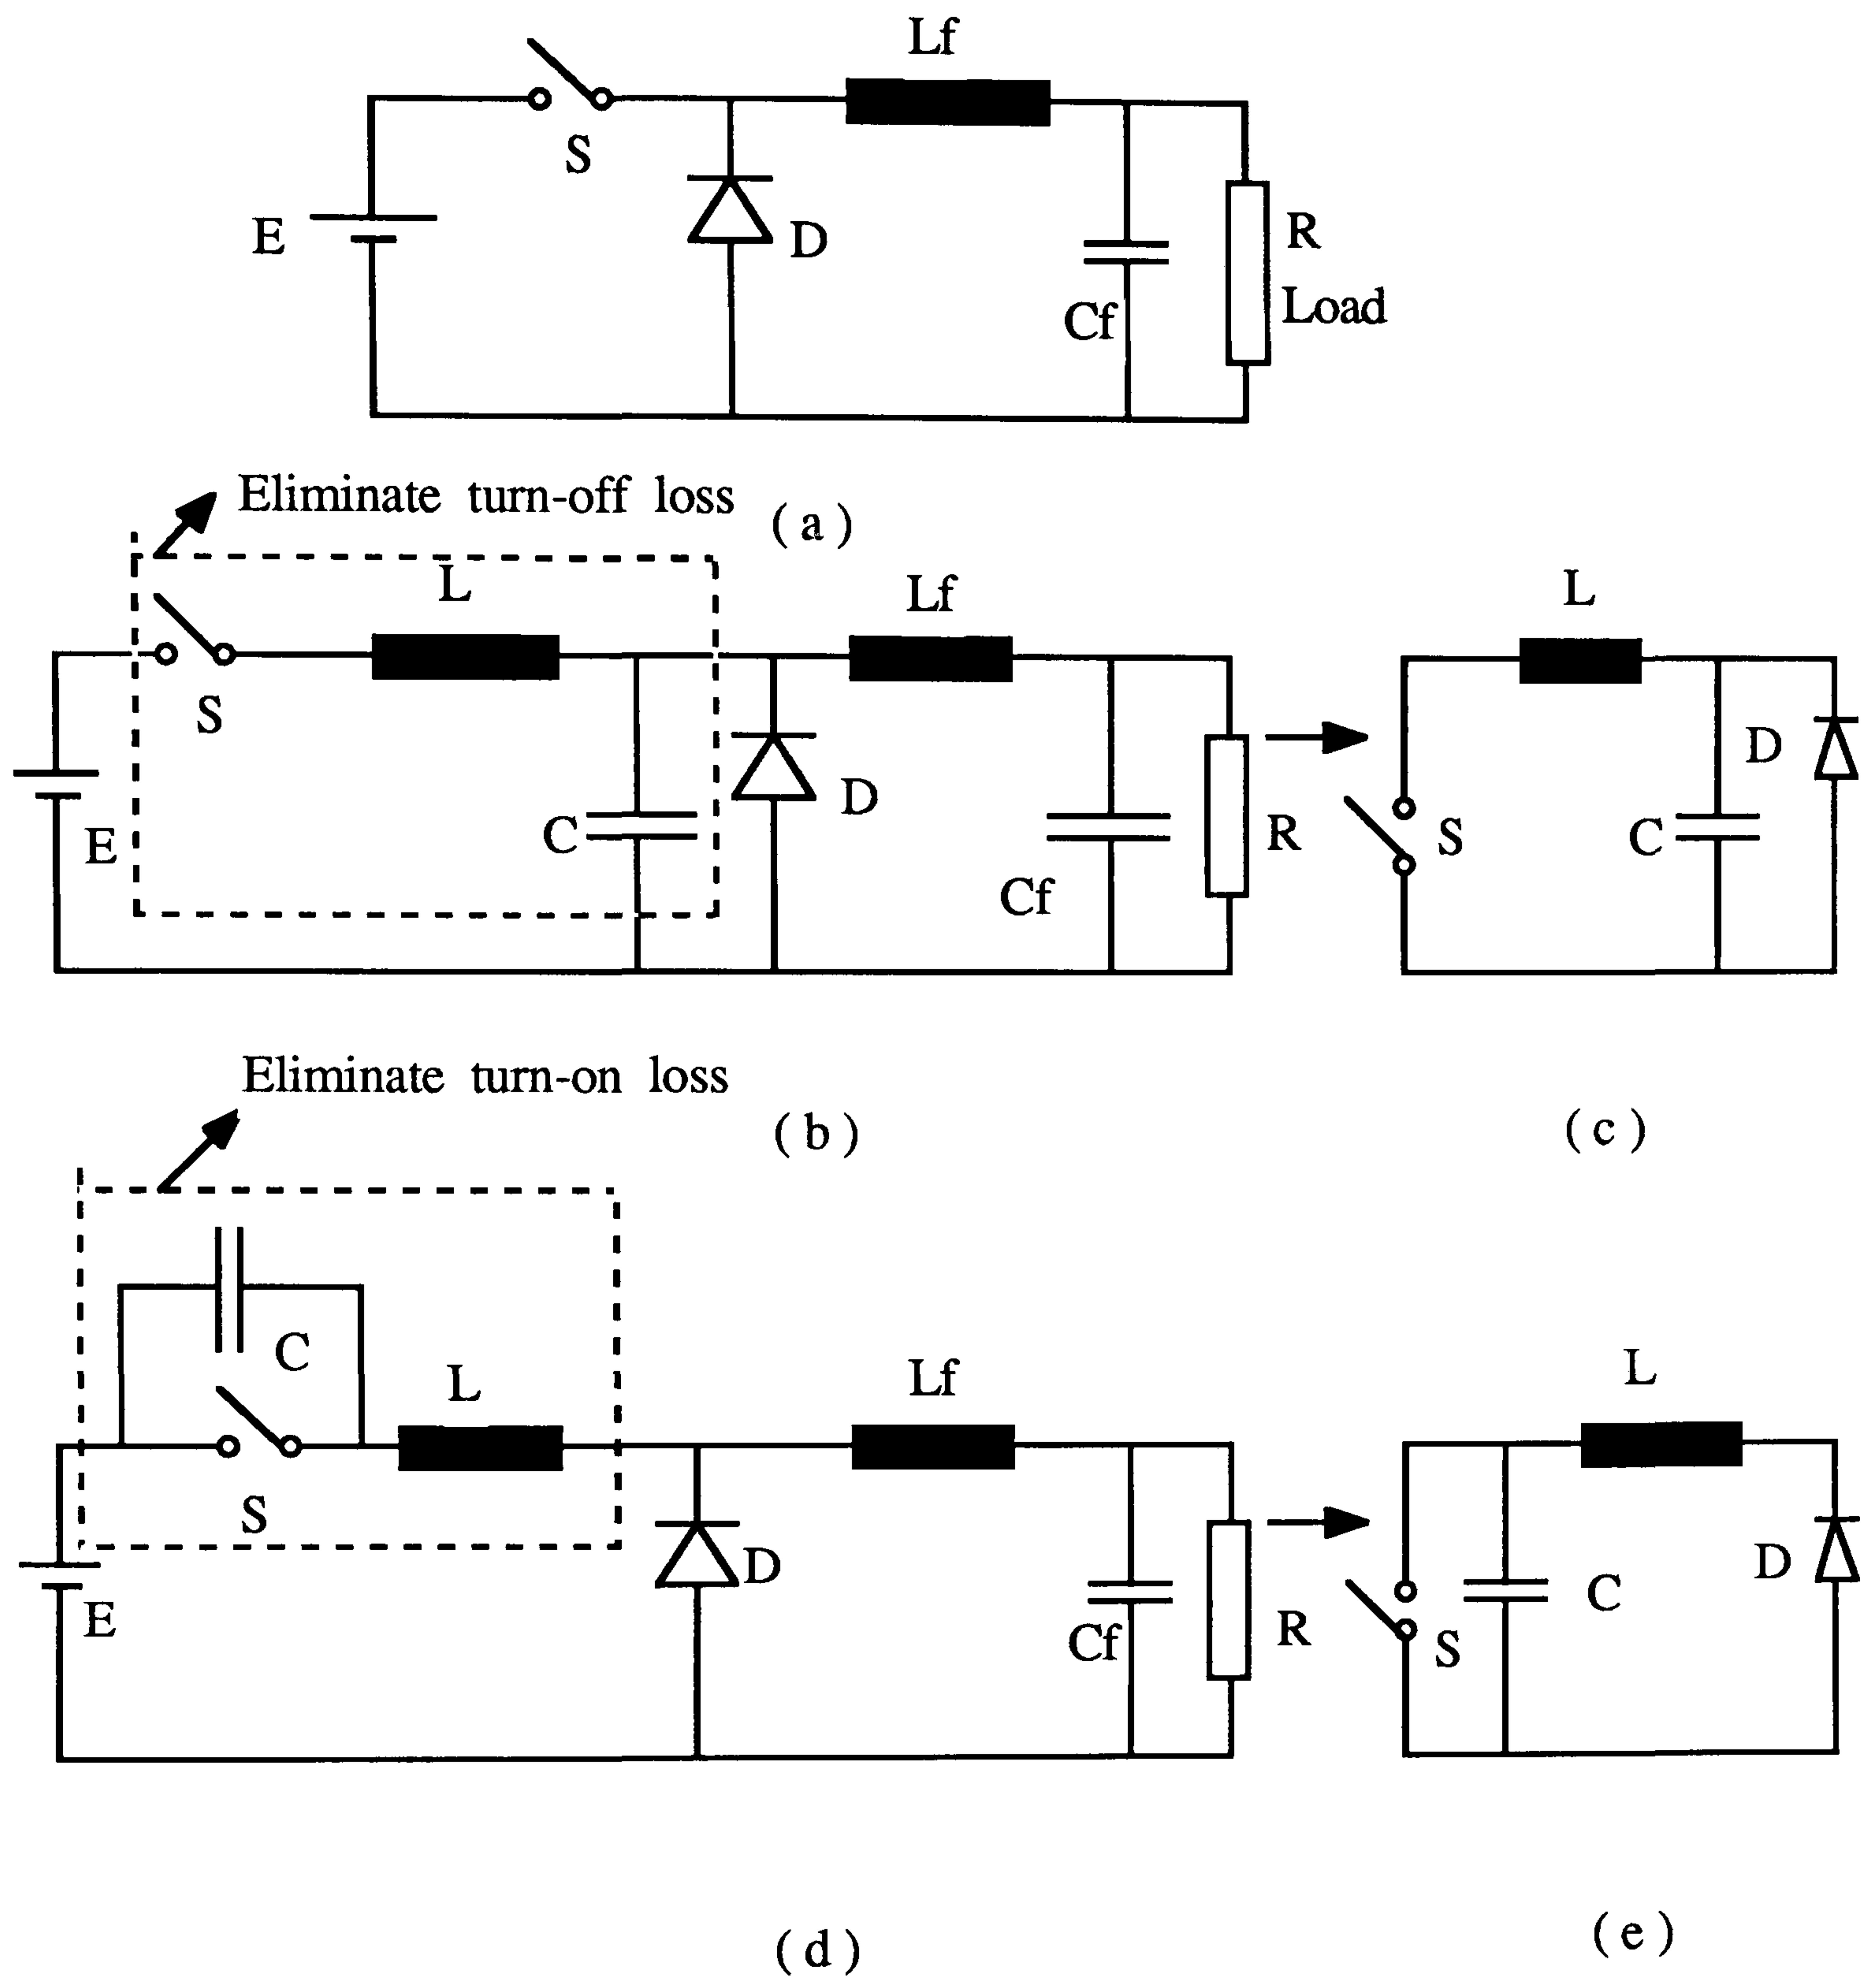 Lf
S
E
D
R
Load
Cf
Eliminate turn-off loss
( a )
L
Lf
L
S
D
E
C
D
Cf
R
S
C
Eliminate turn-on loss
( b )
( c )
C
L
Lf
L
S
D
E
Cf
R
S
C
D
( d )
( e )